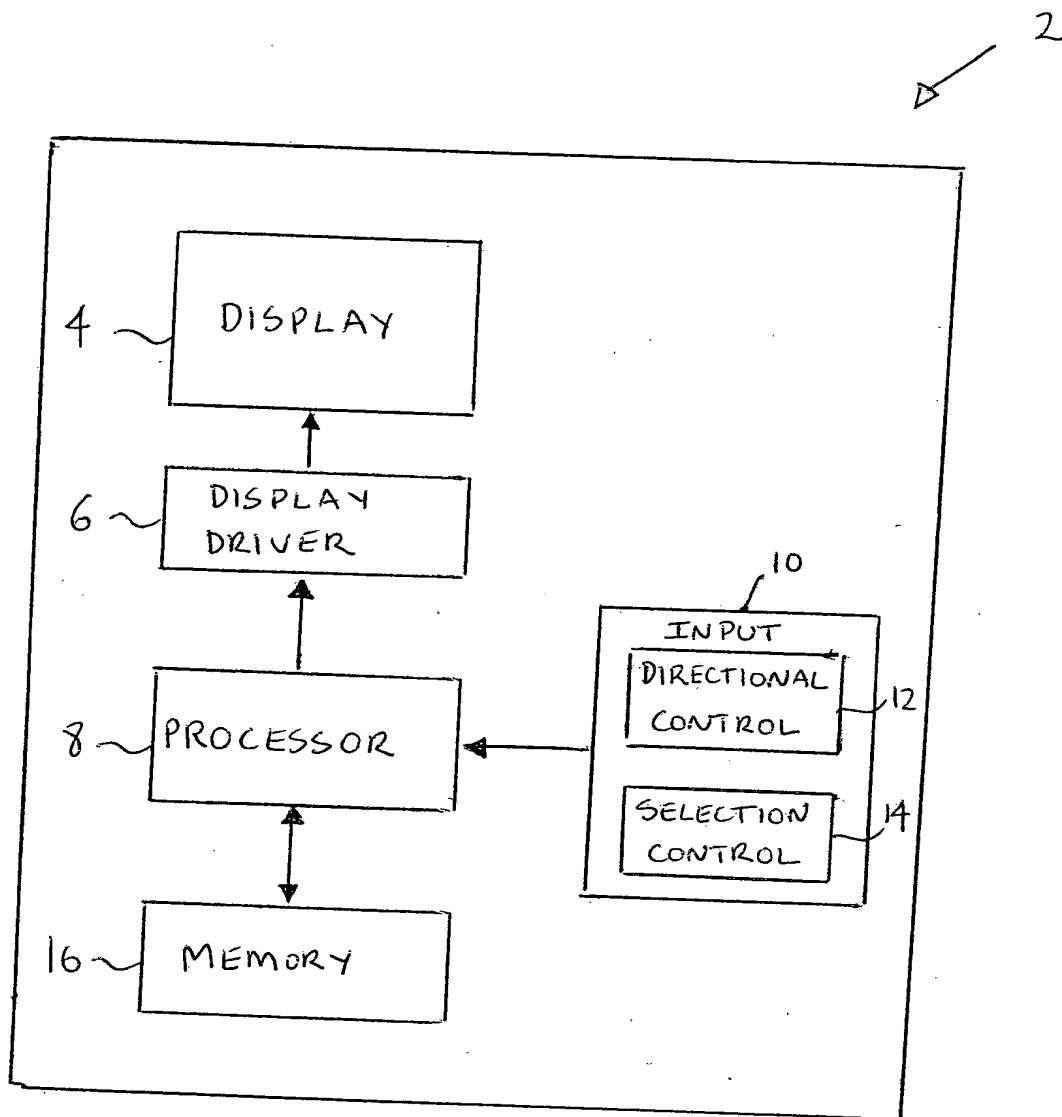 2
4
DISPLAY
6
DISPLAY
DRIVER
10
INPUT
DIRECTIONAL
CONTROL
12
8
PROCESSOR
SELECTION
CONTROL
14
16
MEMORY